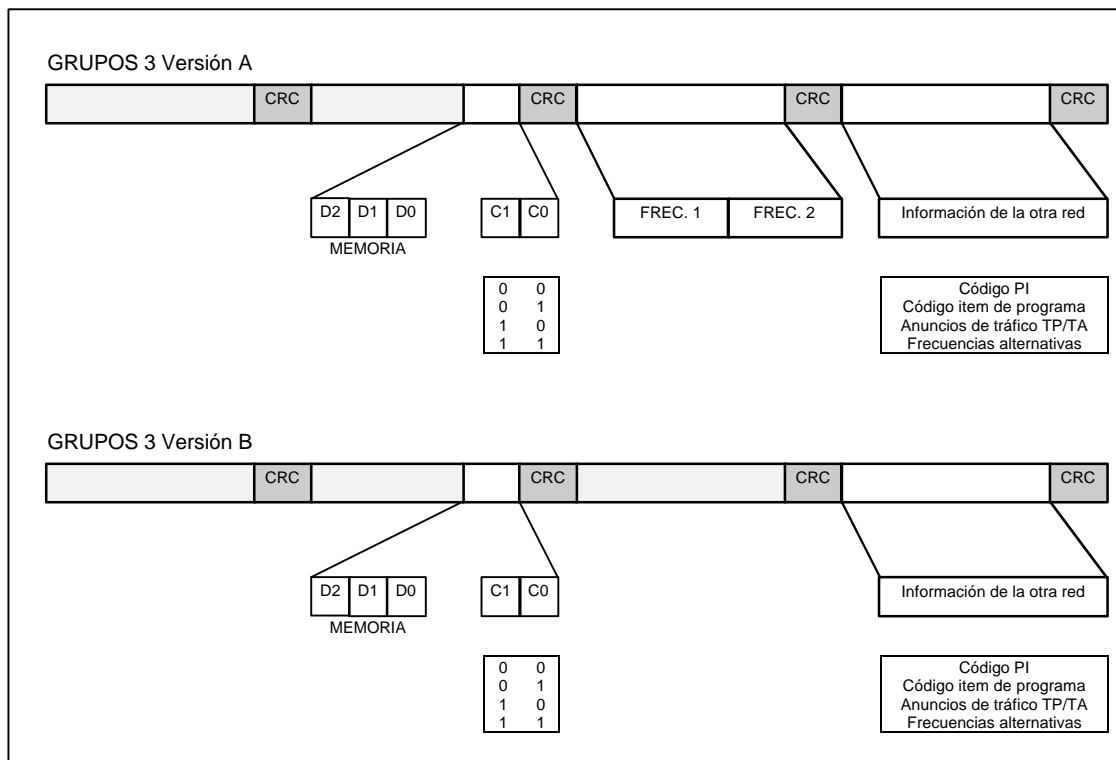 GRUPOS 3 Versión A
CRC CRC CRC CRC
D2 D1 D0 C1 C0 FREC. 1 FREC. 2 Información de la otra red
MEMORIA
0 0 Código PI
0 1 Código item de programa
1 0 Anuncios de tráfico TP/TA
1 1 Frecuencias alternativas
GRUPOS 3 Versión B
CRC CRC CRC CRC
D2 D1 D0 C1 C0 Información de la otra red
MEMORIA
0 0 Código PI
0 1 Código item de programa
1 0 Anuncios de tráfico TP/TA
1 1 Frecuencias alternativas